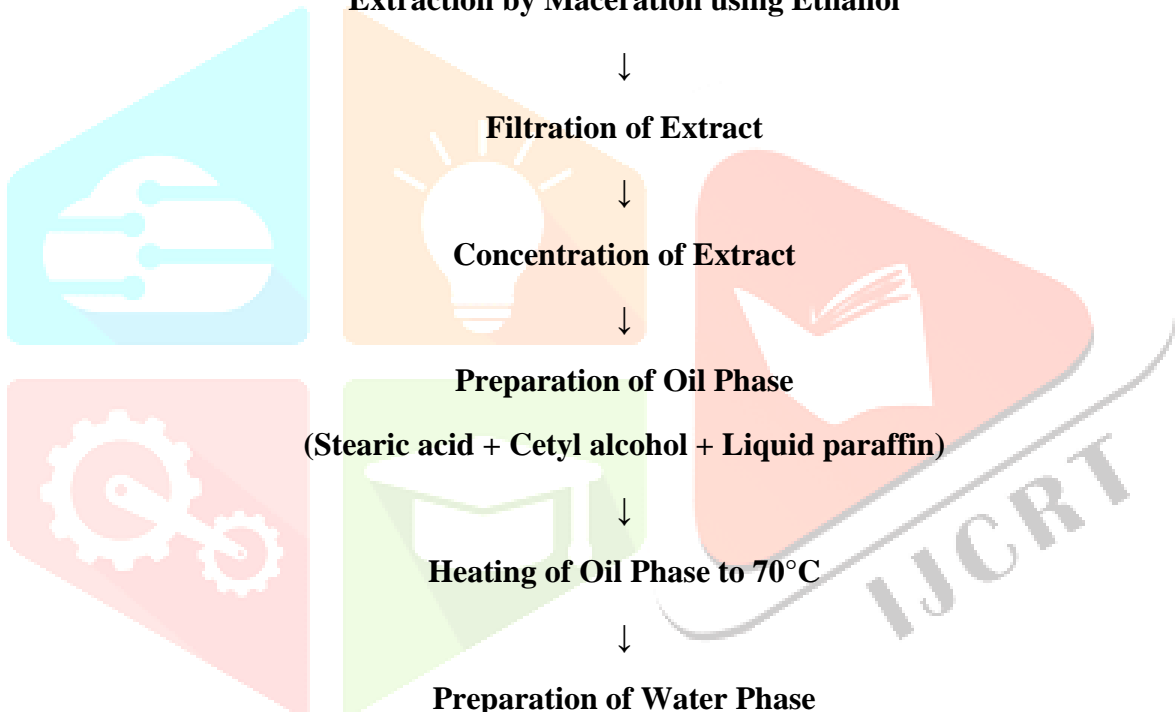 Extraction by Maceration using Ethanol
↓
Filtration of Extract
↓
Concentration of Extract
↓
Preparation of Oil Phase
(Stearic acid + Cetyl alcohol + Liquid paraffin)
↓
Heating of Oil Phase to 70°C
↓
Preparation of Water Phase
IJCRT